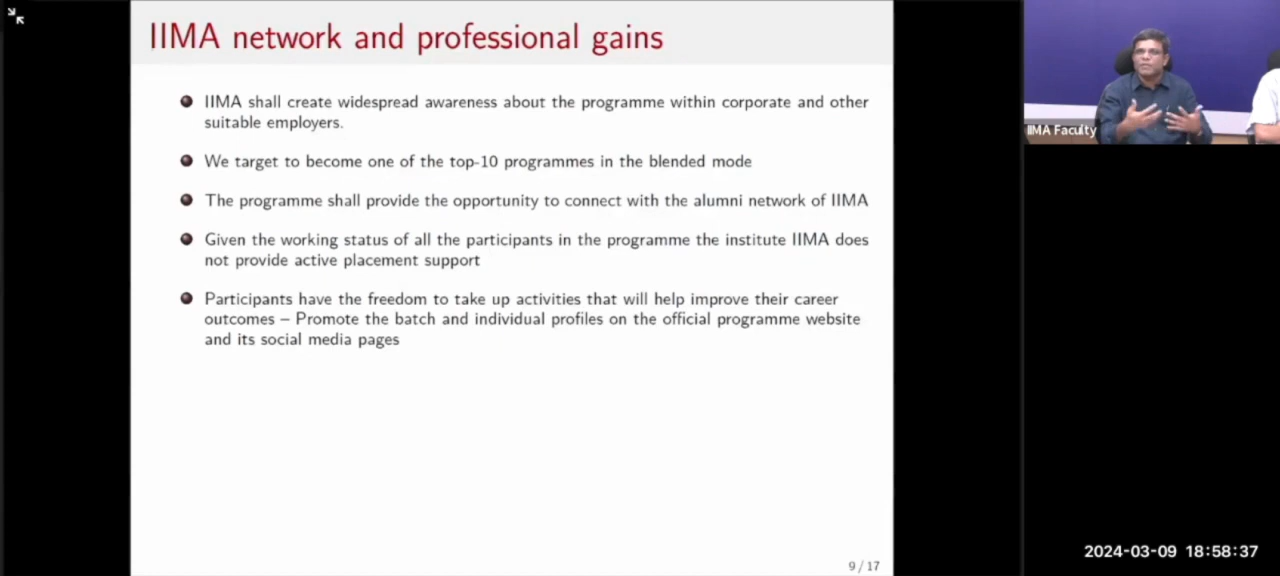 IIMA network and professional gains
IIMA shall create widespread awareness about the programme within corporate and other
suitable employers.
We target to become one of the top-10 programmes in the blended mode
The programme shall provide the opportunity to connect with the alumni network of IIMA
Given the working status of all the participants in the programme the institute IIMA does
not provide active placement support
Participants have the freedom to take up activities that will help improve their career
outcomes – Promote the batch and individual profiles on the official programme website
and its social media pages
9 / 17
IIMA Faculty
2024-03-09 18:58:37